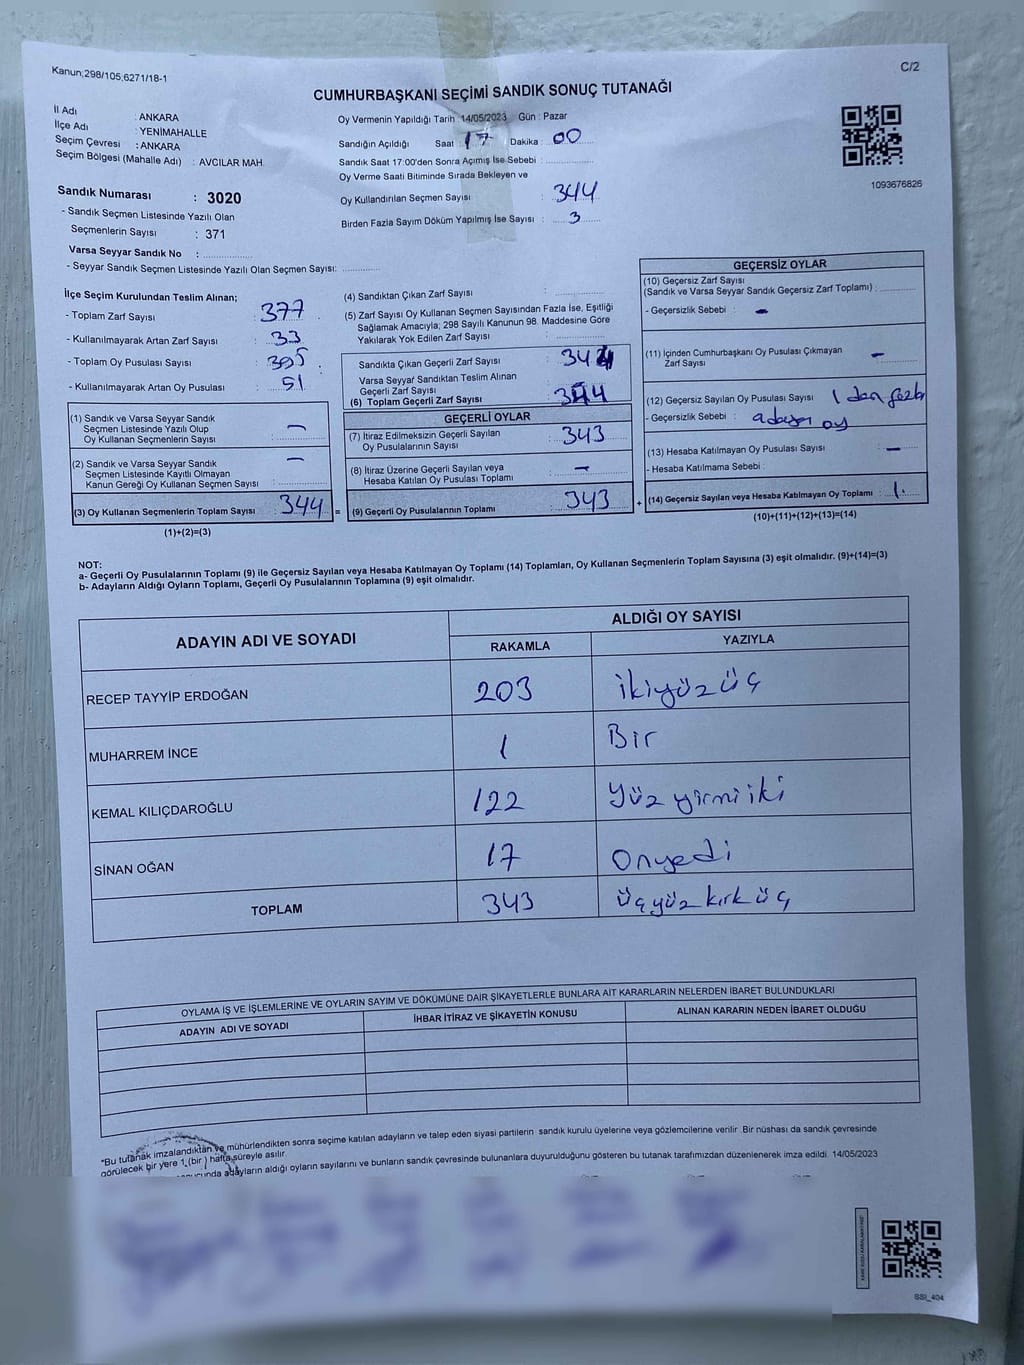 Kanun;298/105,6271/18-1
C/2
CUMHURBAŞKANI SEÇİMİ SANDIK SONUÇ TUTANAĞI
İl Adı : ANKARA
İlçe Adı : YENİMAHALLE
Seçim Çevresi : ANKARA
Seçim Bölgesi (Mahalle Adı) : AVCILAR MAH.
Oy Vermenin Yapıldığı Tarih 14/05/2023 Gün : Pazar
Sandığın Açıldığı Saat : 17 Dakika : 00
Sandık Saat 17:00'den Sonra Açılmış İse Sebebi :
Oy Verme Saati Bitiminde Sırada Bekleyen ve
Oy Kullandırılan Seçmen Sayısı : 344
Birden Fazla Sayım Döküm Yapılmış İse Sayısı : 3
1093676826
Sandık Numarası : 3020
- Sandık Seçmen Listesinde Yazılı Olan
Seçmenlerin Sayısı : 371
Varsa Seyyar Sandık No :
- Seyyar Sandık Seçmen Listesinde Yazılı Olan Seçmen Sayısı:
İlçe Seçim Kurulundan Teslim Alınan;
- Toplam Zarf Sayısı : 377
- Kullanılmayarak Artan Zarf Sayısı : 33
- Toplam Oy Pusulası Sayısı : 395
- Kullanılmayarak Artan Oy Pusulası : 51
(1) Sandık ve Varsa Seyyar Sandık
Seçmen Listesinde Yazılı Olup
Oy Kullanan Seçmenlerin Sayısı : —
(2) Sandık ve Varsa Seyyar Sandık
Seçmen Listesinde Kayıtlı Olmayan
Kanun Gereği Oy Kullanan Seçmen Sayısı : —
(3) Oy Kullanan Seçmenlerin Toplam Sayısı : 344 =
(1)+(2)=(3)
(4) Sandıktan Çıkan Zarf Sayısı :
(5) Zarf Sayısı Oy Kullanan Seçmen Sayısından Fazla İse, Eşitliği
Sağlamak Amacıyla; 298 Sayılı Kanunun 98. Maddesine Göre
Yakılarak Yok Edilen Zarf Sayısı :
Sandıkta Çıkan Geçerli Zarf Sayısı : 344
Varsa Seyyar Sandıktan Teslim Alınan
Geçerli Zarf Sayısı :
(6) Toplam Geçerli Zarf Sayısı : 344
GEÇERLİ OYLAR
(7) İtiraz Edilmeksizin Geçerli Sayılan
Oy Pusulalarının Sayısı : 343
(8) İtiraz Üzerine Geçerli Sayılan veya
Hesaba Katılan Oy Pusulası Toplamı : —
(9) Geçerli Oy Pusulalarının Toplamı : 343 +
GEÇERSİZ OYLAR
(10) Geçersiz Zarf Sayısı
(Sandık ve Varsa Seyyar Sandık Geçersiz Zarf Toplamı) :
- Geçersizlik Sebebi : —
(11) İçinden Cumhurbaşkanı Oy Pusulası Çıkmayan
Zarf Sayısı : —
(12) Geçersiz Sayılan Oy Pusulası Sayısı : 1 den fazla
- Geçersizlik Sebebi : adaya oy
(13) Hesaba Katılmayan Oy Pusulası Sayısı : —
- Hesaba Katılmama Sebebi :
(14) Geçersiz Sayılan veya Hesaba Katılmayan Oy Toplamı : 1.
(10)+(11)+(12)+(13)=(14)
NOT:
a- Geçerli Oy Pusulalarının Toplamı (9) ile Geçersiz Sayılan veya Hesaba Katılmayan Oy Toplamı (14) Toplamları, Oy Kullanan Seçmenlerin Toplam Sayısına (3) eşit olmalıdır. (9)+(14)=(3)
b- Adayların Aldığı Oyların Toplamı, Geçerli Oy Pusulalarının Toplamına (9) eşit olmalıdır.
ADAYIN ADI VE SOYADI
ALDIĞI OY SAYISI
RAKAMLA YAZIYLA
RECEP TAYYİP ERDOĞAN 203 ikiyüzüç
MUHARREM İNCE 1 Bir
KEMAL KILIÇDAROĞLU 122 Yüz yirmi iki
SİNAN OĞAN 17 Onyedi
TOPLAM 343 üçyüz kırk üç
OYLAMA İŞ VE İŞLEMLERİNE VE OYLARIN SAYIM VE DÖKÜMÜNE DAİR ŞİKAYETLERLE BUNLARA AİT KARARLARIN NELERDEN İBARET BULUNDUKLARI
ADAYIN ADI VE SOYADI İHBAR İTİRAZ VE ŞİKAYETİN KONUSU ALINAN KARARIN NEDEN İBARET OLDUĞU
*Bu tutanak imzalandıktan ve mühürlendikten sonra seçime katılan adayların ve talep eden siyasi partilerin sandık kurulu üyelerine veya gözlemcilerine verilir. Bir nüshası da sandık çevresinde
görülecek bir yere 1 (bir) hafta süreyle asılır.
adayların aldığı oyların sayılarını ve bunların sandık çevresinde bulunanlara duyurulduğunu gösteren bu tutanak tarafımızdan düzenlenerek imza edildi. 14/05/2023
SSI_404